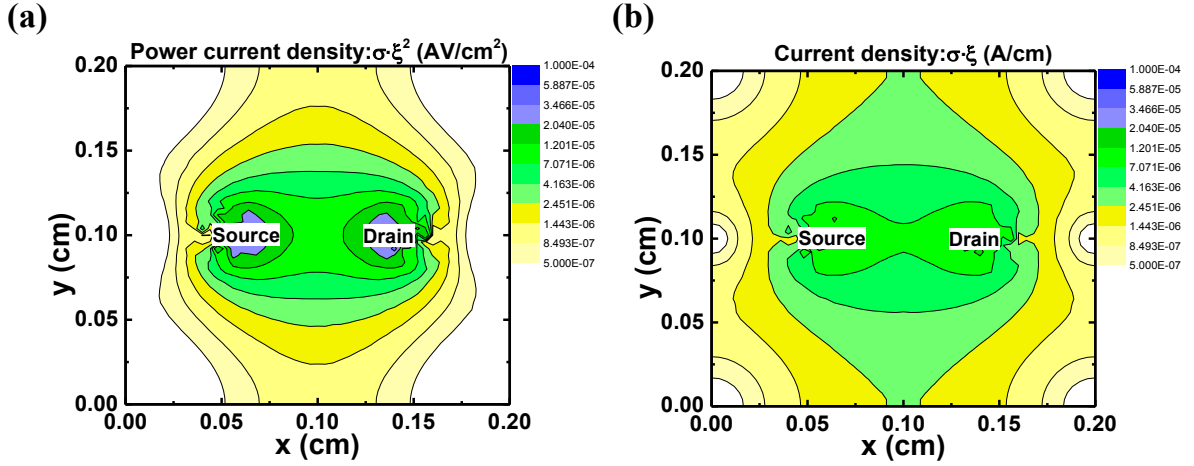 (a)
Power current density:σ·ξ² (AV/cm²)
0.20
0.15
0.10
0.05
0.00
y (cm)
Source
Drain
0.00 0.05 0.10 0.15 0.20
x (cm)
1.000E-04
5.887E-05
3.466E-05
2.040E-05
1.201E-05
7.071E-06
4.163E-06
2.451E-06
1.443E-06
8.493E-07
5.000E-07
(b)
Current density:σ·ξ (A/cm)
0.20
0.15
0.10
0.05
0.00
y (cm)
Source
Drain
0.00 0.05 0.10 0.15 0.20
x (cm)
1.000E-04
5.887E-05
3.466E-05
2.040E-05
1.201E-05
7.071E-06
4.163E-06
2.451E-06
1.443E-06
8.493E-07
5.000E-07